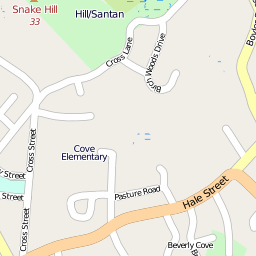 Snake Hill
33
Hill/Santan
Cross Lane
Birch Woods Drive
Cross Street
Cove
Elementary
Street
Street
Cross Street
Pasture Road
Hale Street
Beverly Cove